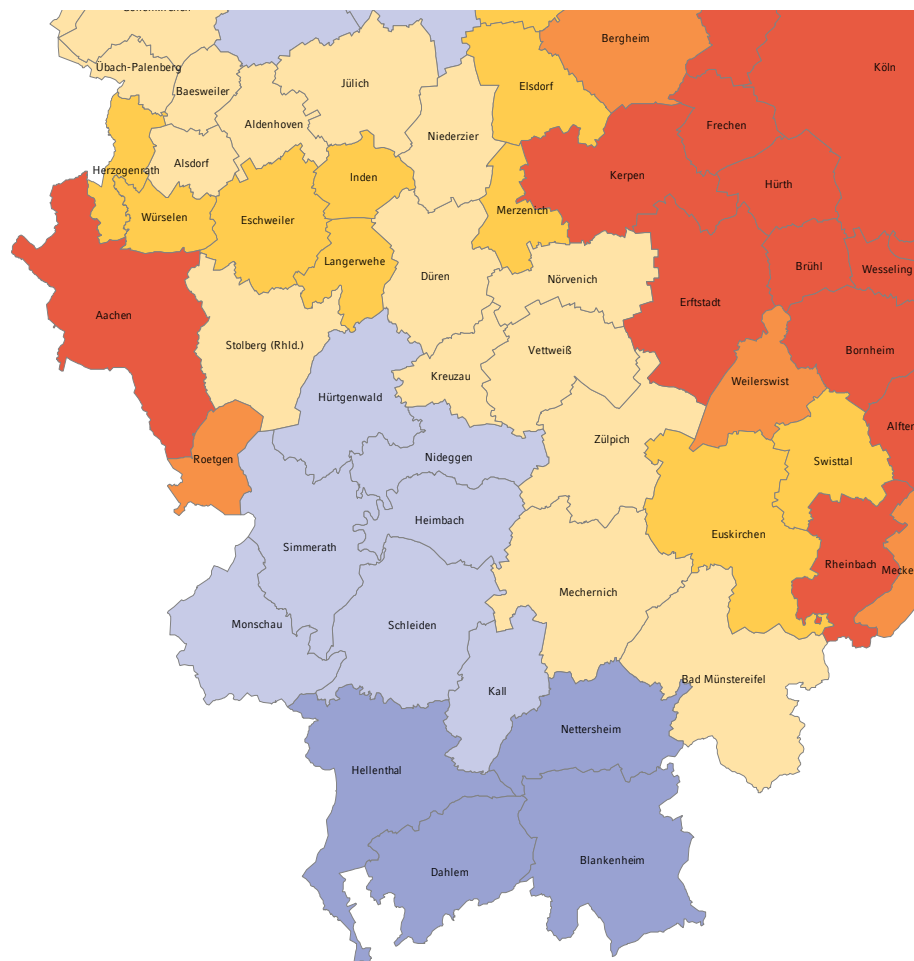 Bergheim
Übach-Palenberg
Köln
Jülich
Elsdorf
Baesweiler
Aldenhoven
Frechen
Niederzier
Alsdorf
Herzogenrath
Inden
Kerpen
Hürth
Würselen
Eschweiler
Merzenich
Langerwehe
Düren
Nörvenich
Brühl
Wesseling
Erftstadt
Aachen
Stolberg (Rhld.)
Vettweiß
Bornheim
Kreuzau
Weilerswist
Hürtgenwald
Zülpich
Alfter
Roetgen
Nideggen
Swisttal
Heimbach
Euskirchen
Simmerath
Rheinbach
Mecke
Mechernich
Monschau
Schleiden
Bad Münstereifel
Kall
Nettersheim
Hellenthal
Blankenheim
Dahlem